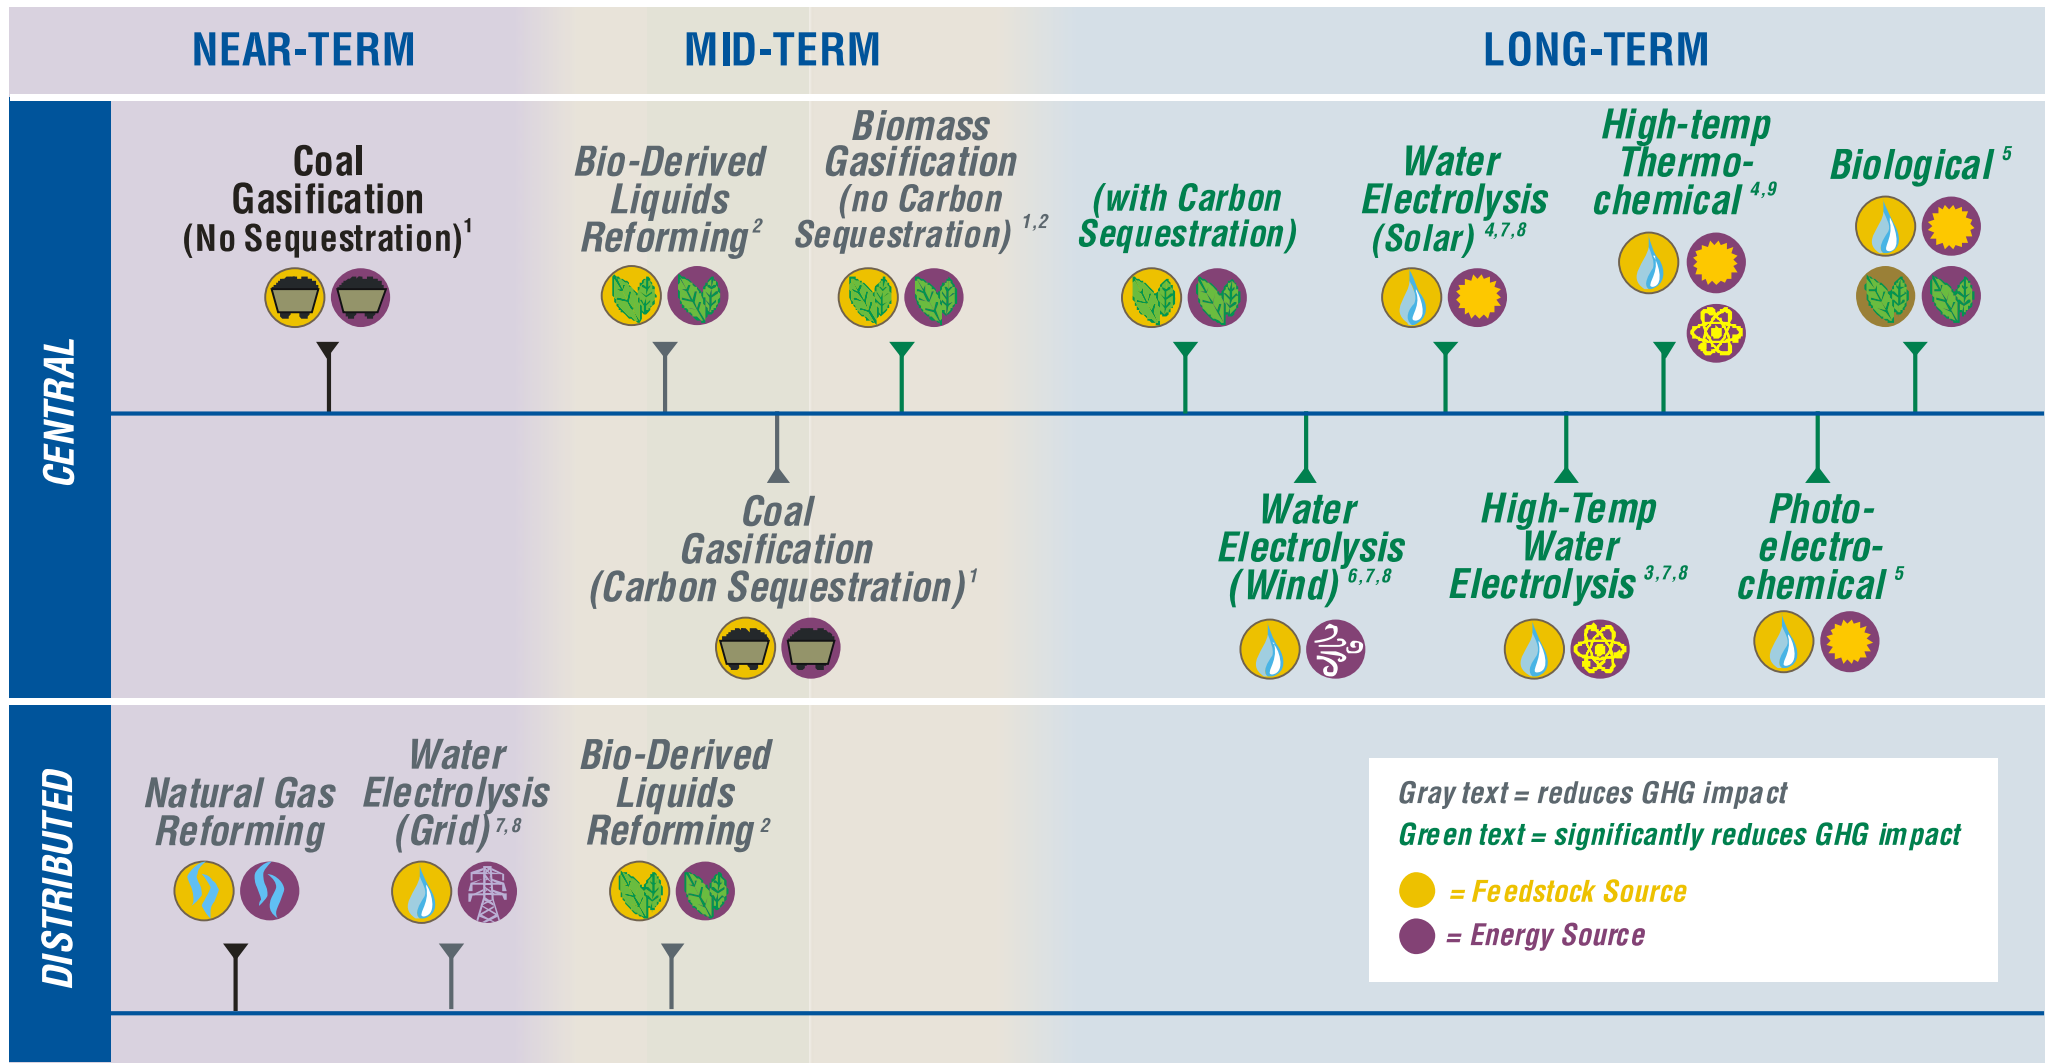 NEAR-TERM
MID-TERM
LONG-TERM
CENTRAL
Coal
Gasification
(No Sequestration)1
Bio-Derived
Liquids
Reforming2
Biomass
Gasification
(no Carbon
Sequestration) 1,2
(with Carbon
Sequestration)
Water
Electrolysis
(Solar) 4,7,8
High-temp
Thermo-
chemical 4,9
Biological 5
Coal
Gasification
(Carbon Sequestration)1
Water
Electrolysis
(Wind) 6,7,8
High-Temp
Water
Electrolysis 3,7,8
Photo-
electro-
chemical 5
DISTRIBUTED
Natural Gas
Reforming
Water
Electrolysis
(Grid) 7,8
Bio-Derived
Liquids
Reforming 2
Gray text = reduces GHG impact
Green text = significantly reduces GHG impact
= Feedstock Source
= Energy Source